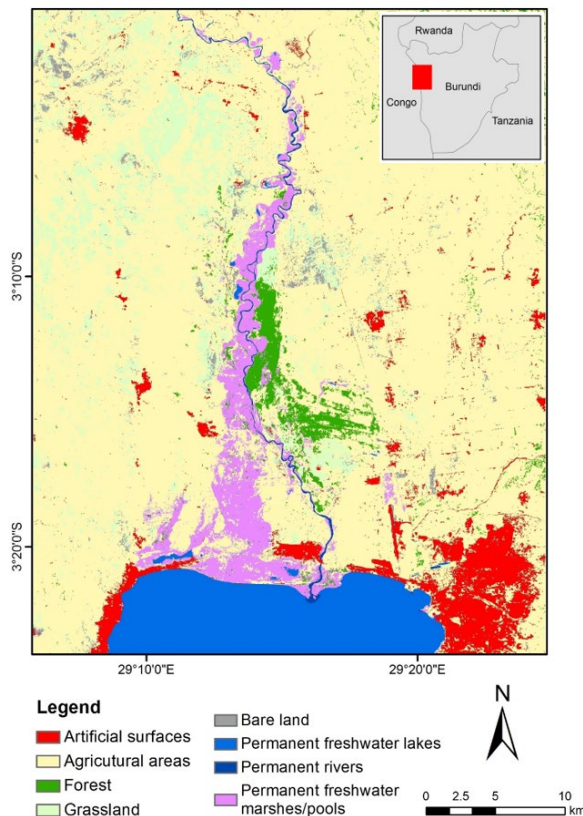 Rwanda
Burundi
Congo
Tanzania
3°10'0"S
3°20'0"S
29°10'0"E
29°20'0"E
Legend
Artificial surfaces
Agricutural areas
Forest
Grassland
Bare land
Permanent freshwater lakes
Permanent rivers
Permanent freshwater
marshes/pools
N
0 2.5 5 10
km